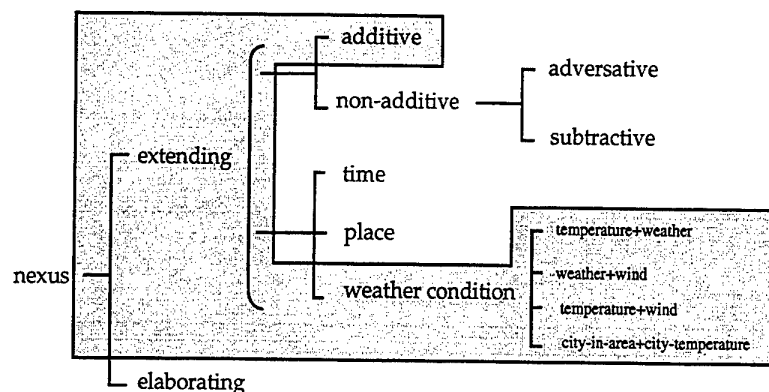 additive
adversative
non-additive
subtractive
extending
time
place
temperature+weather
weather+wind
nexus
weather condition
temperature+wind
city-in-area+city-temperature
elaborating